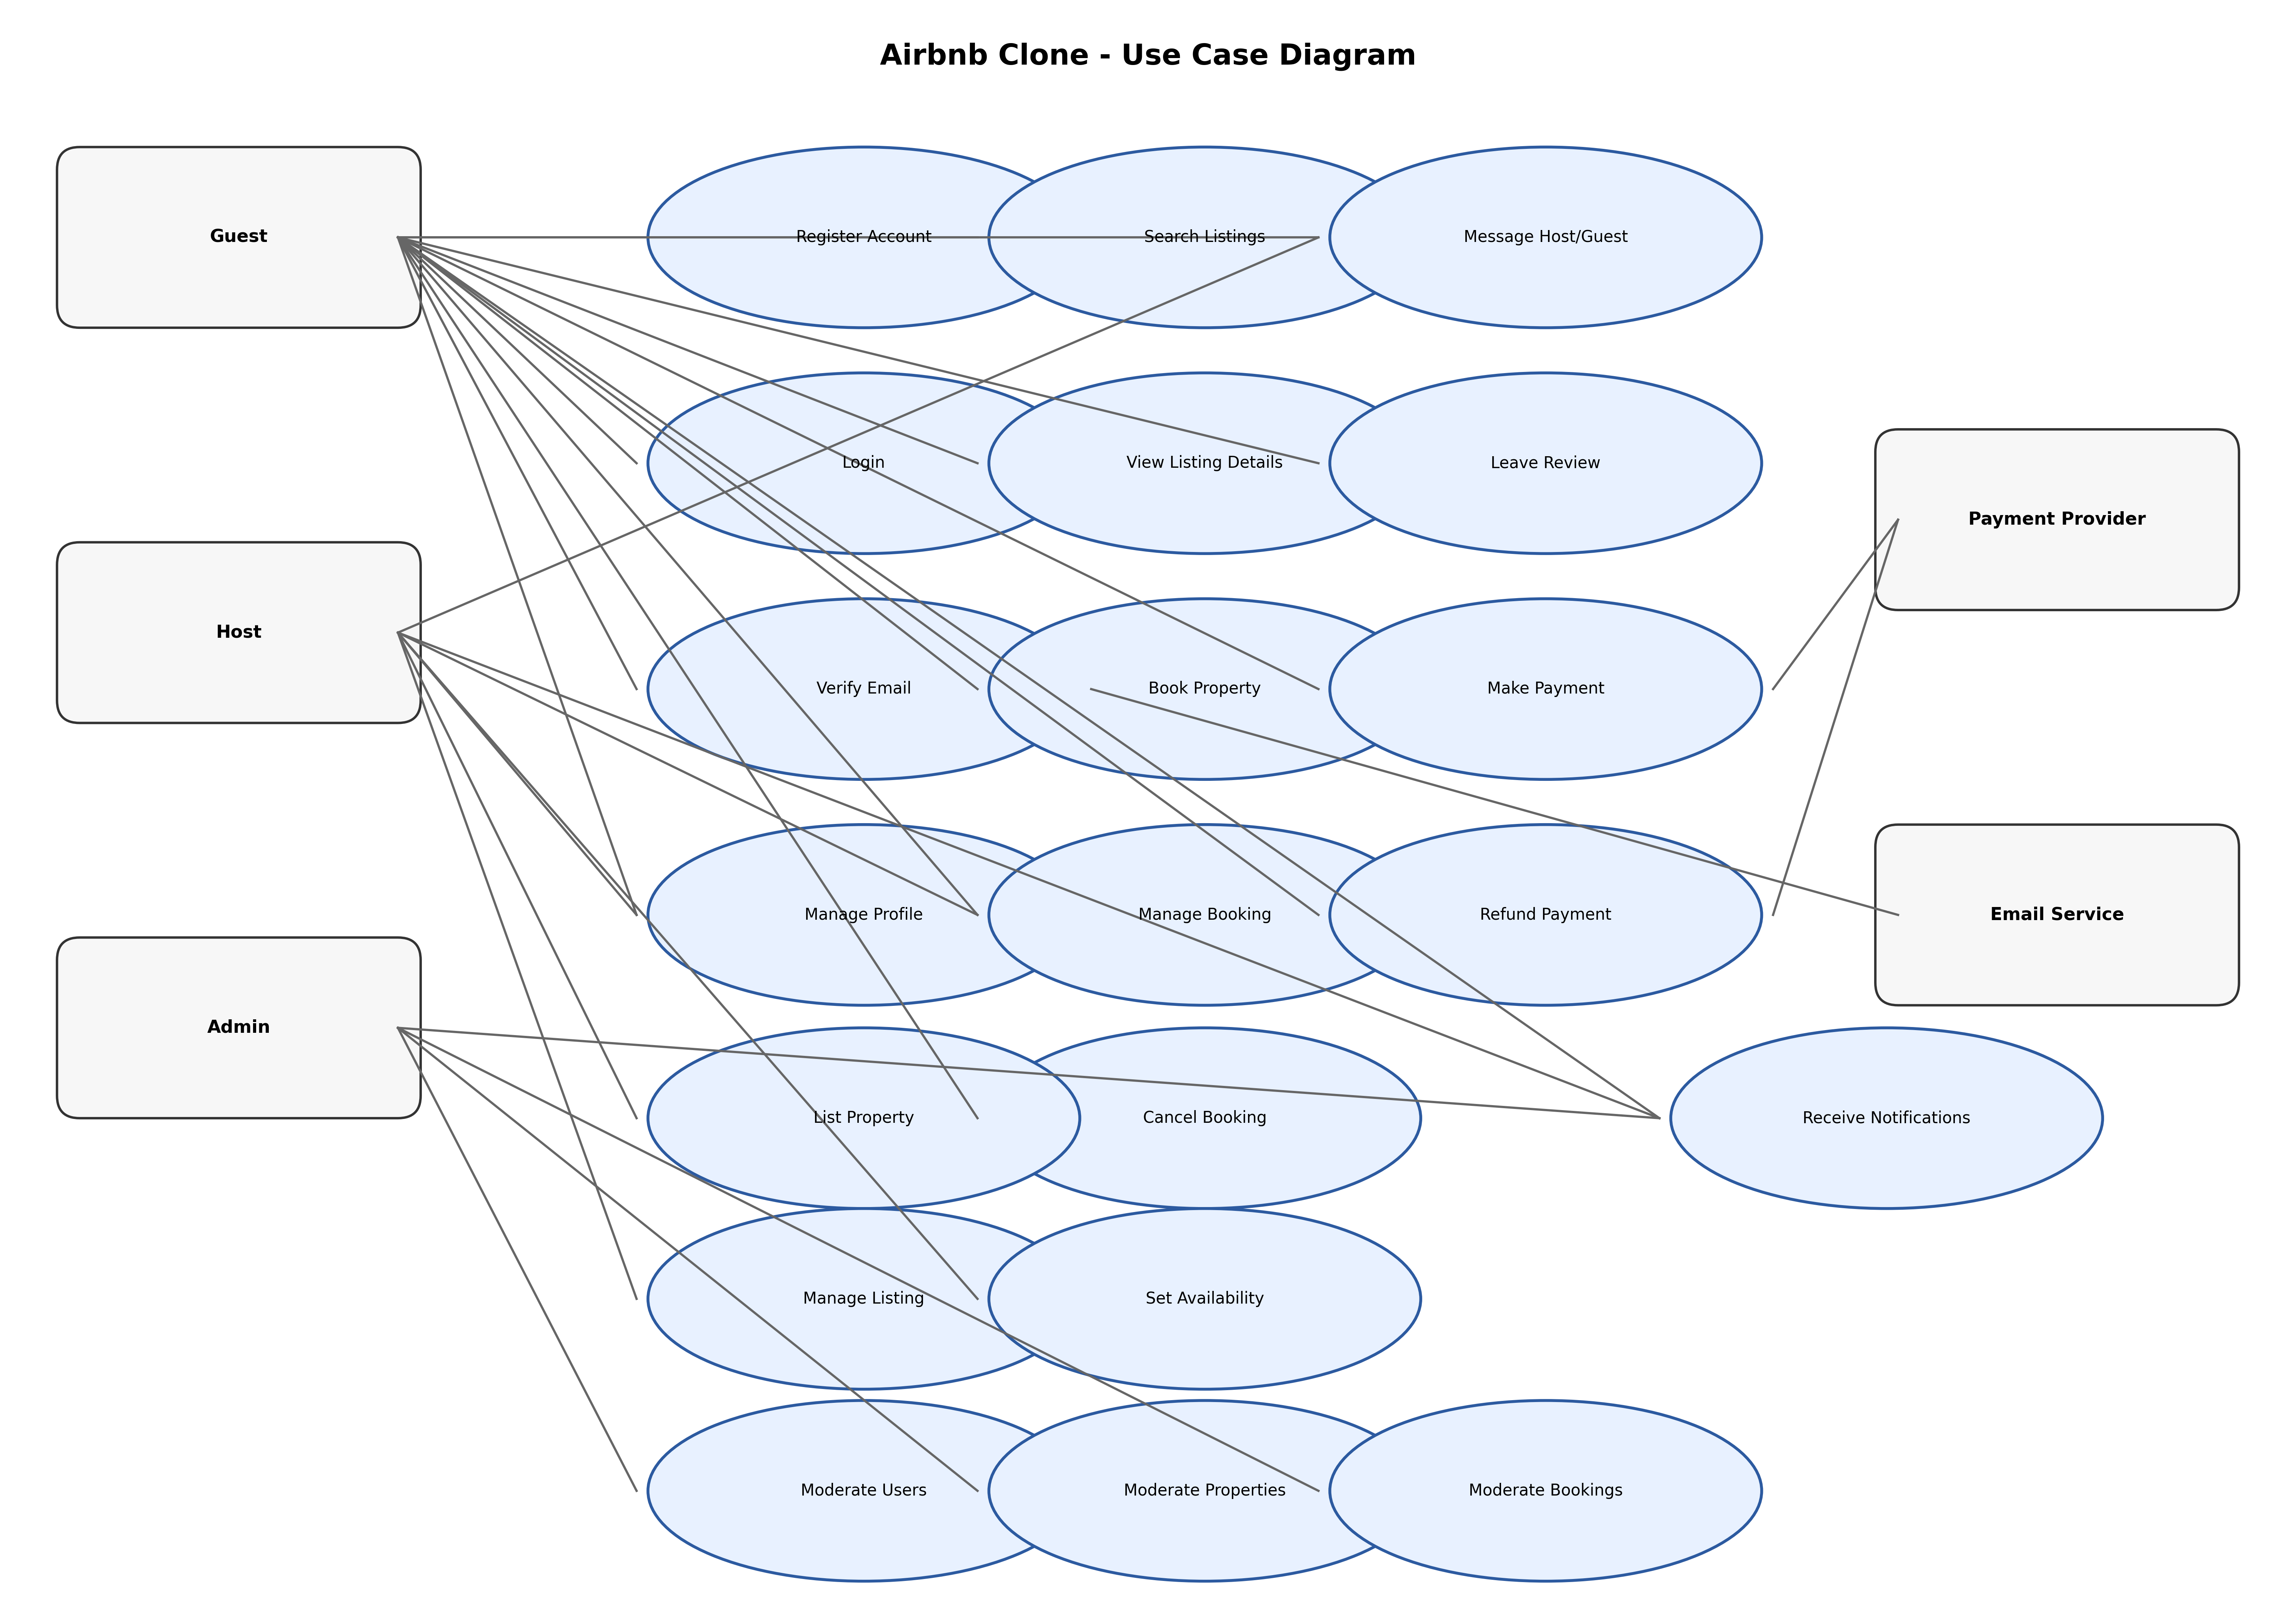 Airbnb Clone - Use Case Diagram
Guest
Register Account
Search Listings
Message Host/Guest
Login
View Listing Details
Leave Review
Payment Provider
Host
Verify Email
Book Property
Make Payment
Manage Profile
Manage Booking
Refund Payment
Email Service
Admin
List Property
Cancel Booking
Receive Notifications
Manage Listing
Set Availability
Moderate Users
Moderate Properties
Moderate Bookings